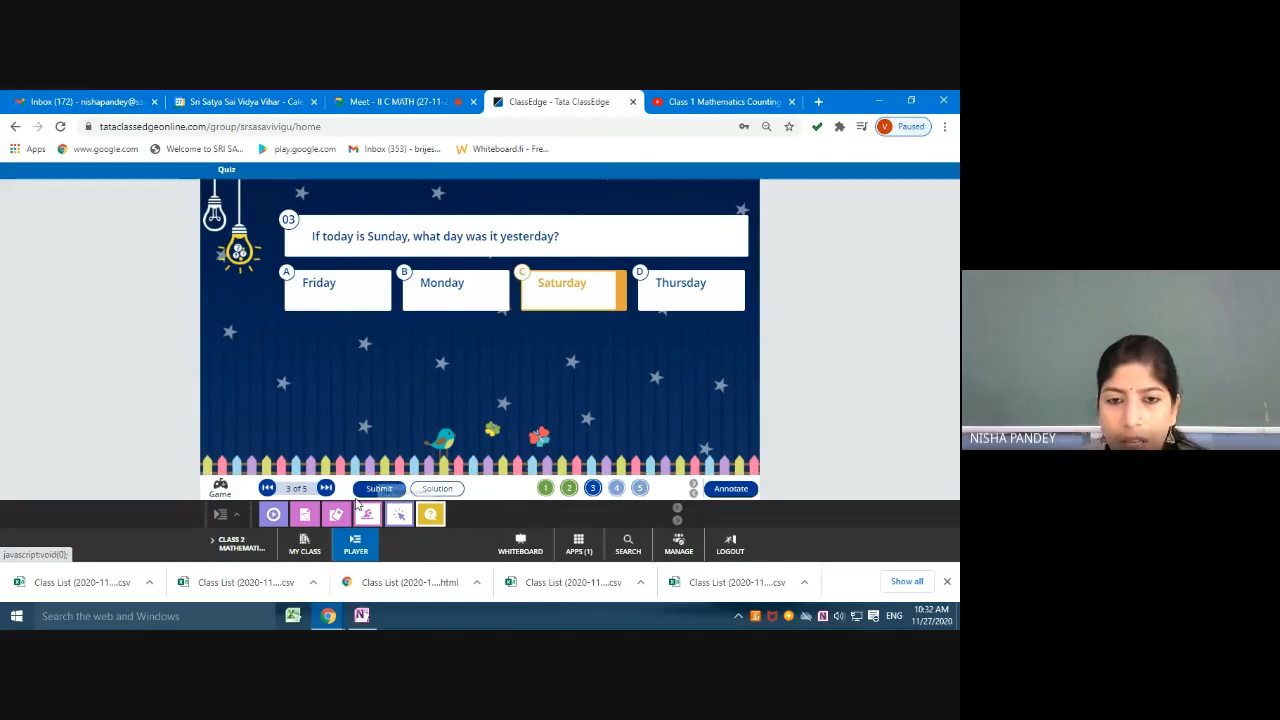 Inbox (172) - nishapandey@ss
Sri Satya Sai Vidya Vihar - Cale
Meet - II C MATH (27-11-2
ClassEdge - Tata ClassEdge
Class 1 Mathematics Counting
tataclassedgeonline.com/group/srsasavivigu/home
V Paused
Apps
www.google.com
Welcome to SRI SA...
play.google.com
Inbox (353) - brijes...
Whiteboard.fi - Fre...
Quiz
03
If today is Sunday, what day was it yesterday?
A
Friday
B
Monday
C
Saturday
D
Thursday
NISHA PANDEY
Game
3 of 5
Submit
Solution
1 2 3 4 5
Annotate
CLASS 2
MATHEMATI...
MY CLASS
PLAYER
WHITEBOARD
APPS (1)
SEARCH
MANAGE
LOGOUT
javascript:void(0);
Class List (2020-11....csv
Class List (2020-11....csv
Class List (2020-1....html
Class List (2020-11....csv
Class List (2020-11....csv
Show all
Search the web and Windows
ENG
10:32 AM
11/27/2020